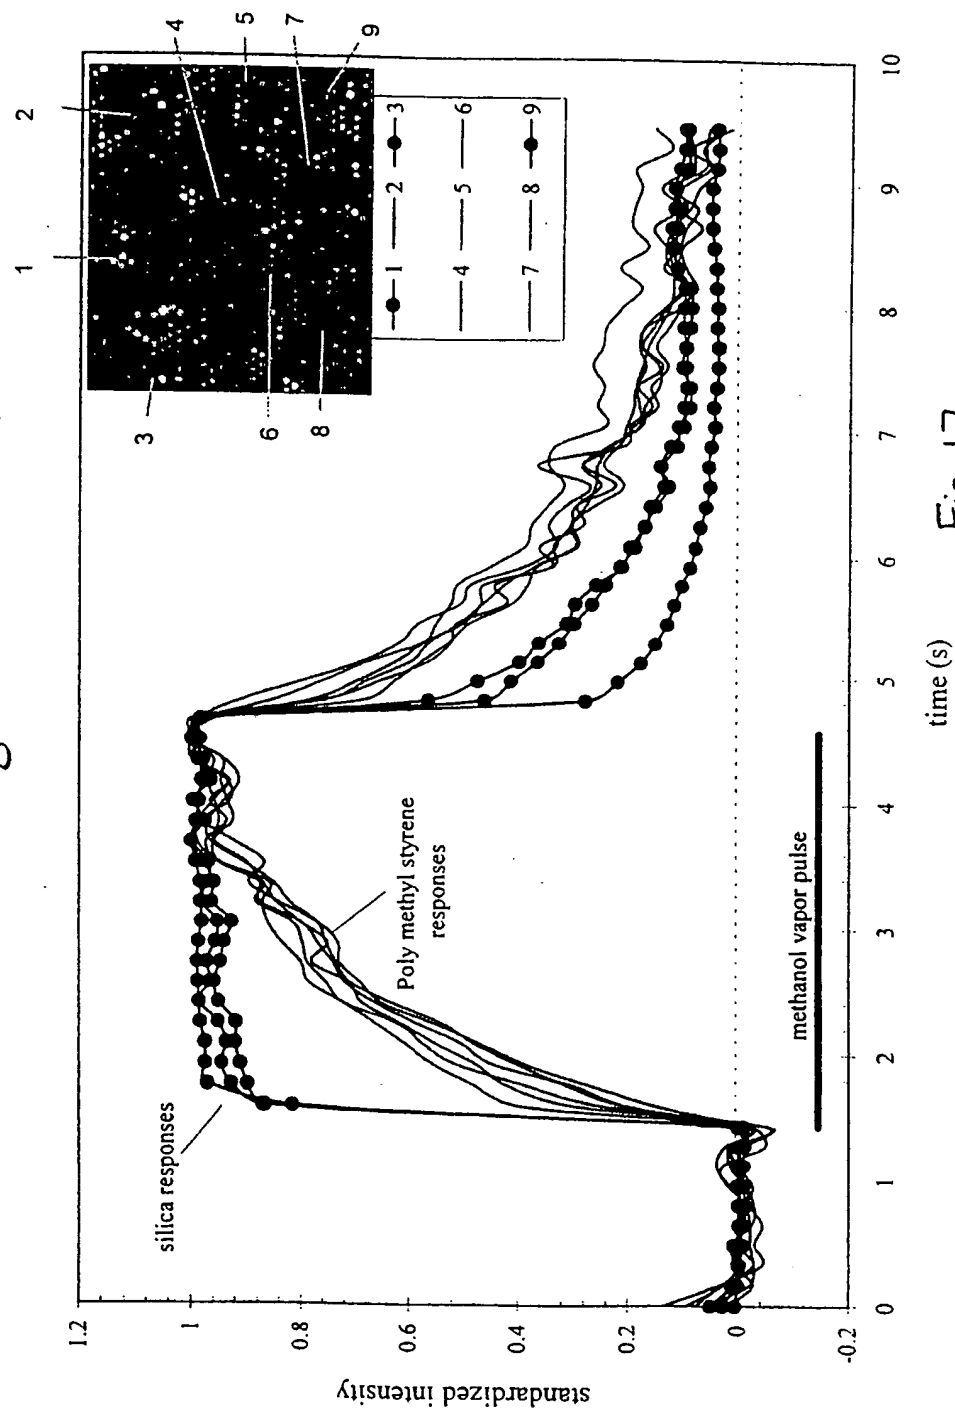 4
5
7
9
2
1
3
6
8
1 2 3
4 5 6
7 8 9
silica responses
Poly methyl styrene
responses
methanol vapor pulse
1.2
1
0.8
0.6
0.4
0.2
0
-0.2
standardized intensity
0 1 2 3 4 5 6 7 8 9 10
time (s)